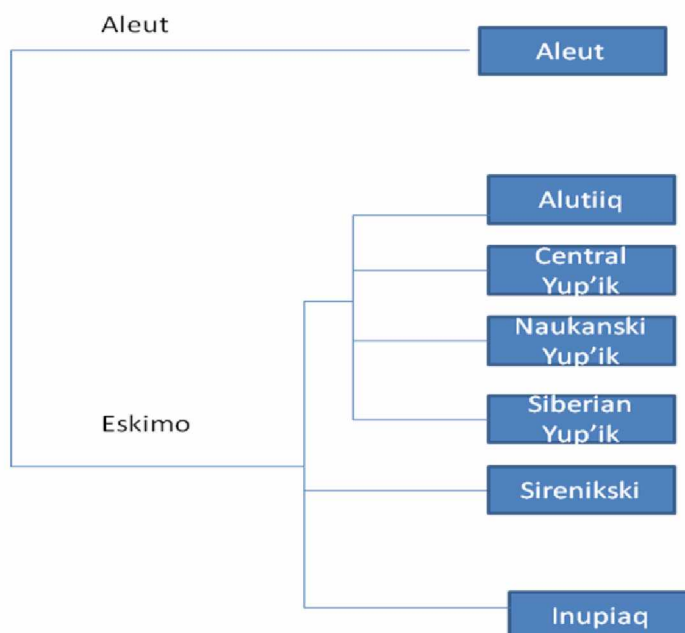 Aleut
Aleut
Alutiiq
Central
Yup’ik
Naukanski
Yup’ik
Siberian
Yup’ik
Eskimo
Sirenikski
Inupiaq